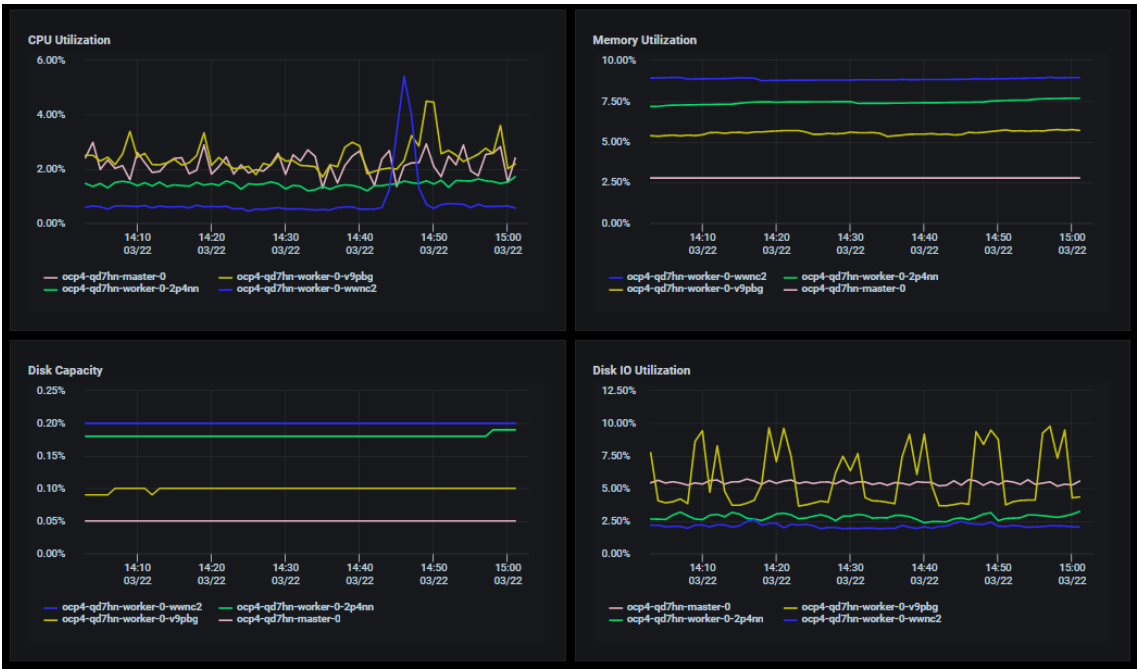 CPU Utilization
6.00%
4.00%
2.00%
0.00%
14:10 14:20 14:30 14:40 14:50 15:00
03/22 03/22 03/22 03/22 03/22 03/22
ocp4-qd7hn-master-0 ocp4-qd7hn-worker-0-v9pbg
ocp4-qd7hn-worker-0-2p4nn ocp4-qd7hn-worker-0-wwnc2
Memory Utilization
10.00%
7.50%
5.00%
2.50%
0.00%
14:10 14:20 14:30 14:40 14:50 15:00
03/22 03/22 03/22 03/22 03/22 03/22
ocp4-qd7hn-worker-0-wwnc2 ocp4-qd7hn-worker-0-2p4nn
ocp4-qd7hn-worker-0-v9pbg ocp4-qd7hn-master-0
Disk Capacity
0.25%
0.20%
0.15%
0.10%
0.05%
0.00%
14:10 14:20 14:30 14:40 14:50 15:00
03/22 03/22 03/22 03/22 03/22 03/22
ocp4-qd7hn-worker-0-wwnc2 ocp4-qd7hn-worker-0-2p4nn
ocp4-qd7hn-worker-0-v9pbg ocp4-qd7hn-master-0
Disk IO Utilization
12.50%
10.00%
7.50%
5.00%
2.50%
0.00%
14:10 14:20 14:30 14:40 14:50 15:00
03/22 03/22 03/22 03/22 03/22 03/22
ocp4-qd7hn-master-0 ocp4-qd7hn-worker-0-v9pbg
ocp4-qd7hn-worker-0-2p4nn ocp4-qd7hn-worker-0-wwnc2